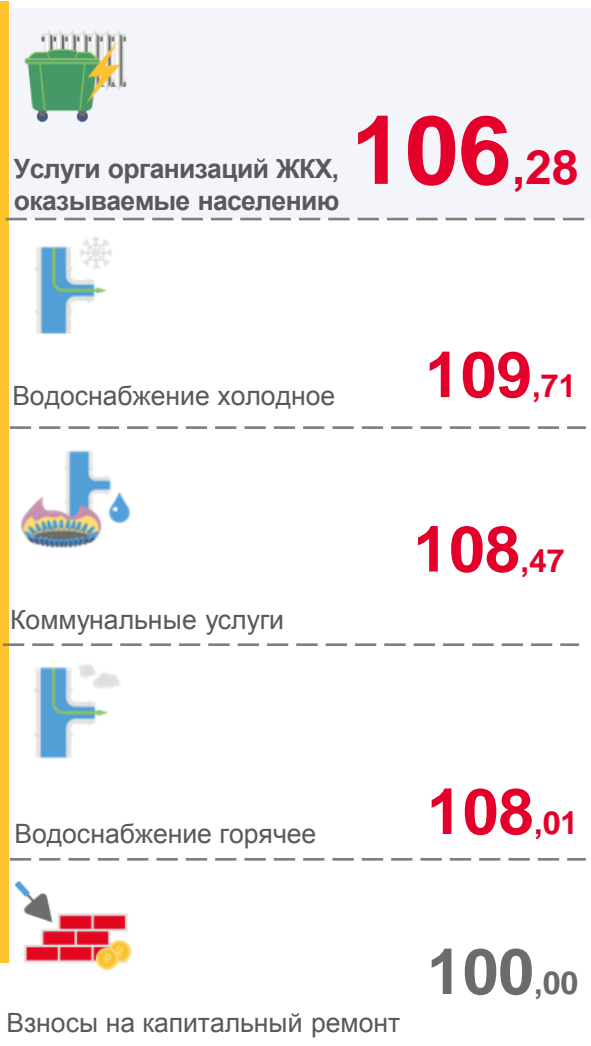 Услуги организаций ЖКХ,
оказываемые населению
106,28
Водоснабжение холодное
109,71
Коммунальные услуги
108,47
Водоснабжение горячее
108,01
Взносы на капитальный ремонт
100,00